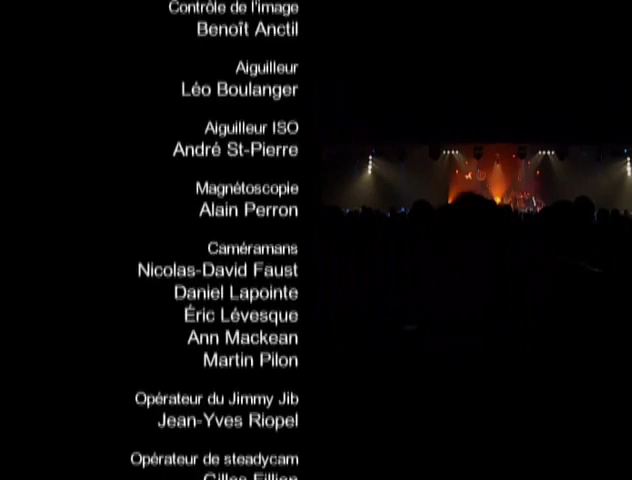 Contrôle de l'image
Benoît Anctil
Aiguilleur
Léo Boulanger
Aiguilleur ISO
André St-Pierre
Magnétoscopie
Alain Perron
Caméramans
Nicolas-David Faust
Daniel Lapointe
Éric Lévesque
Ann Mackean
Martin Pilon
Opérateur du Jimmy Jib
Jean-Yves Riopel
Opérateur de steadycam
Gilles Fillion